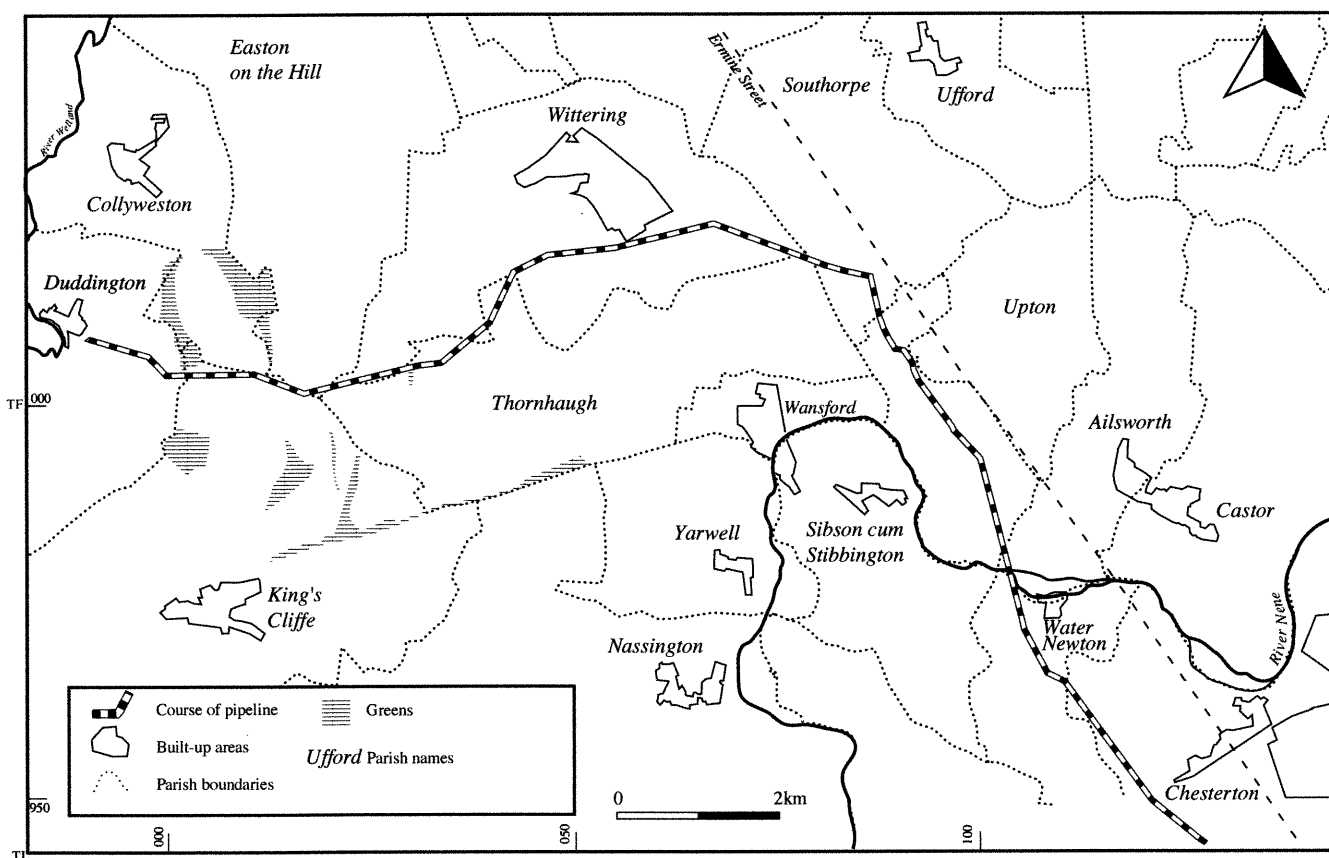 Easton
on the Hill
Ermine Street
Southorpe
Ufford
River Welland
Wittering
Collyweston
Duddington
Upton
TF
000
Thornhaugh
Wansford
Ailsworth
Castor
Yarwell
Sibson cum
Stibbington
King's
Cliffe
Nassington
Water
Newton
River Nene
Course of pipeline
Greens
Built-up areas
Ufford Parish names
Parish boundaries
0 2km
Chesterton
950
000
050
100